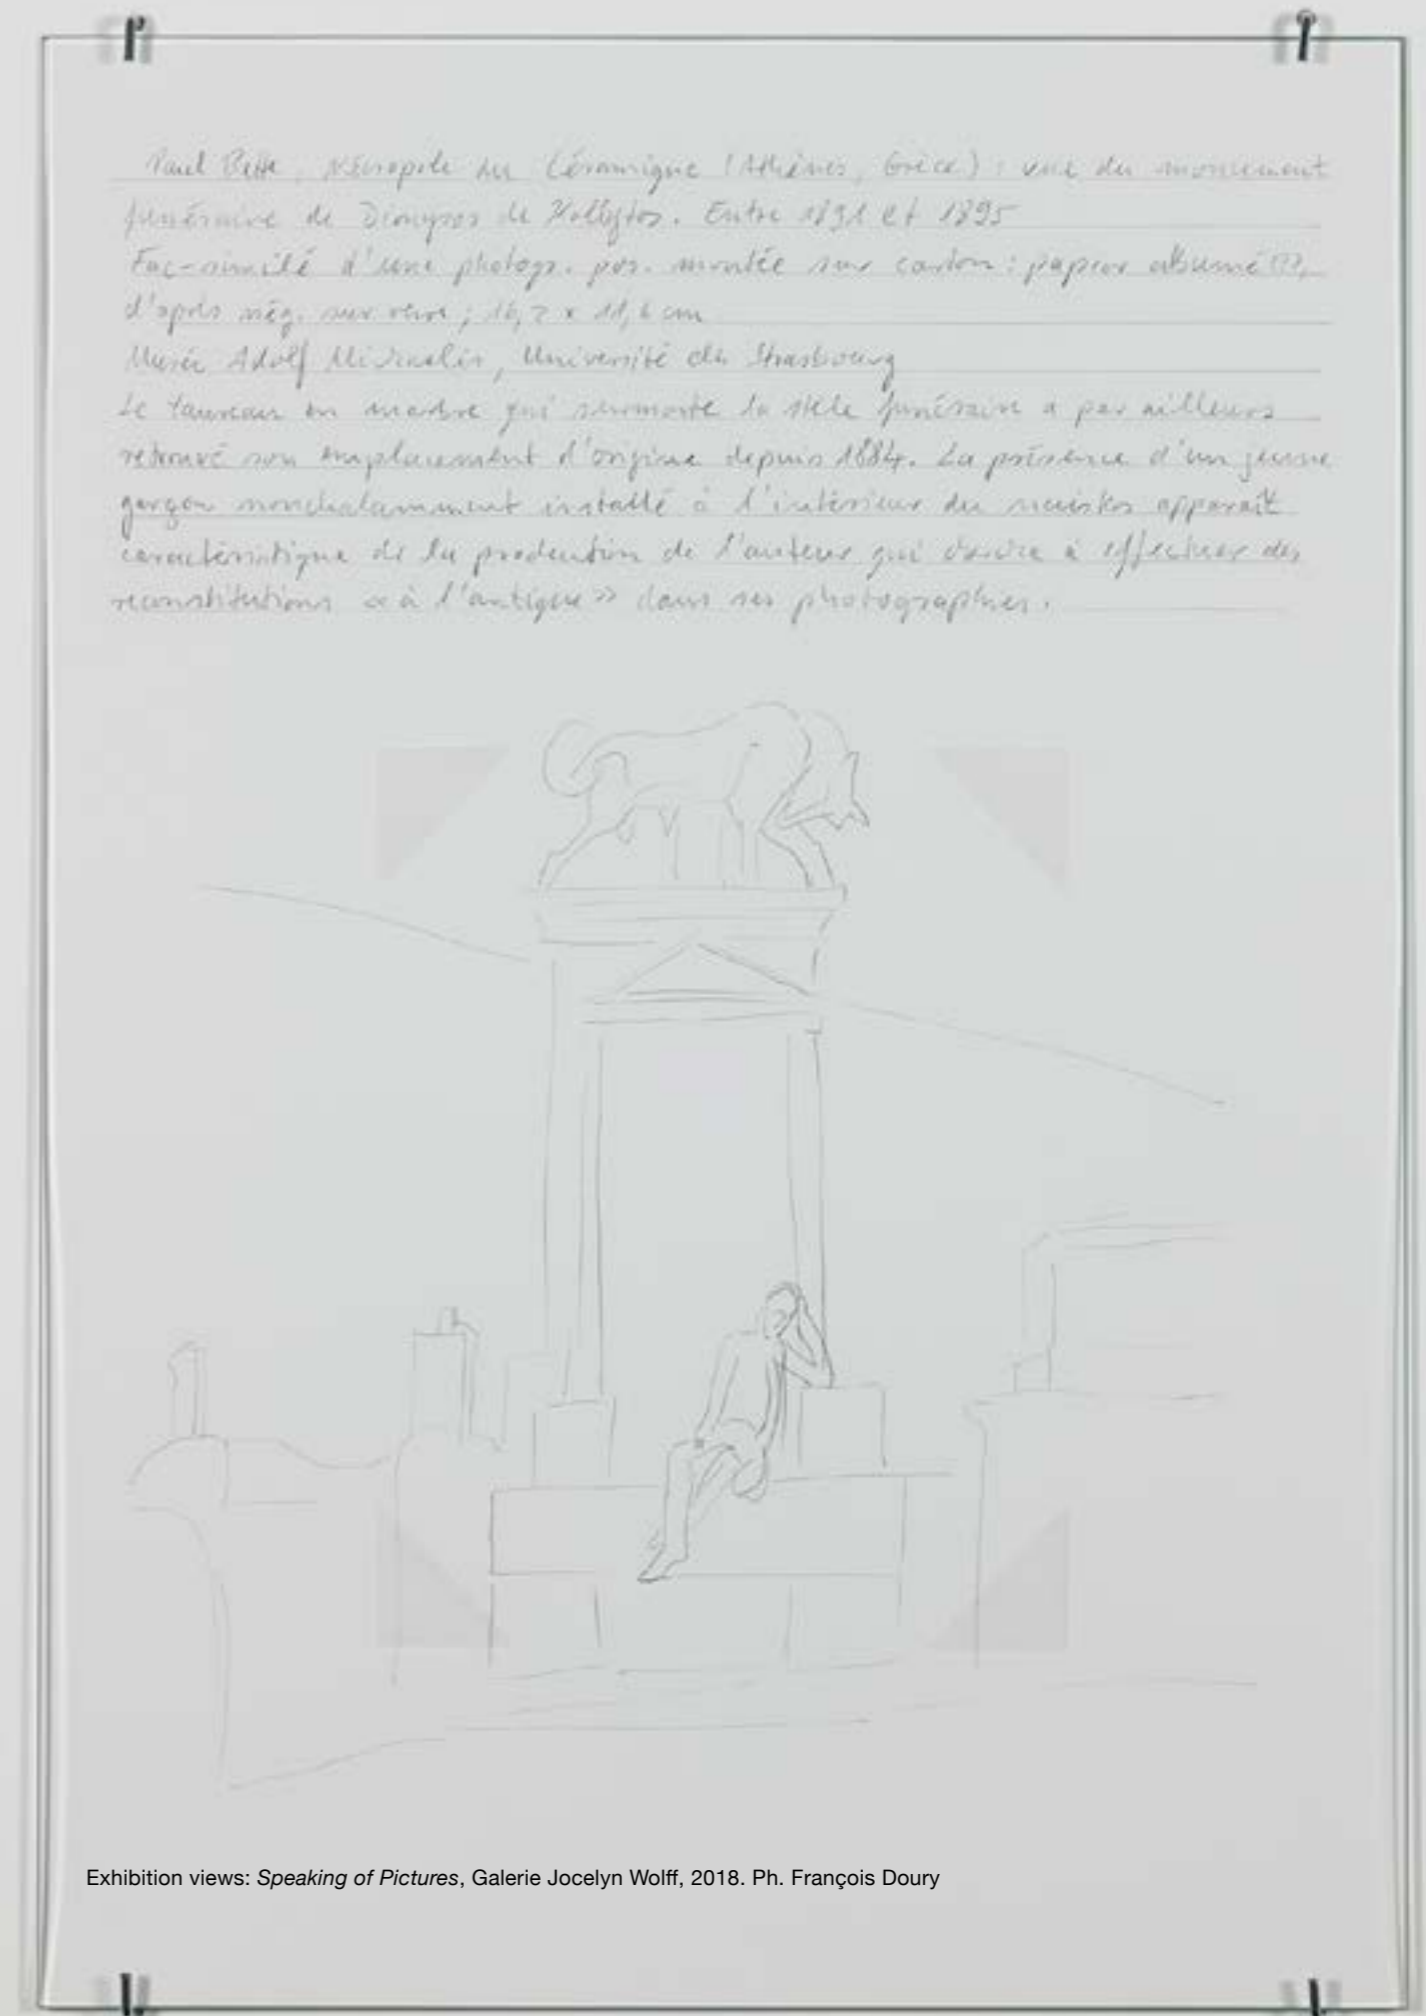 Paul Bette, Nécropole du Céramique (Athènes, Grèce) : vue du monument
funéraire de Dionysos de Kollytos. Entre 1891 et 1895
Fac-similé d'une photogr. pos. montée sur carton : papier albuminé (?),
d'après nég. sur verre ; 16,2 x 11,6 cm
Musée Adolf Michaelis, Université de Strasbourg
Le taureau en marbre qui surmonte la stèle funéraire a par ailleurs
retrouvé son emplacement d'origine depuis 1884. La présence d'un jeune
garçon nonchalamment installé à l'intérieur du naiskos apparaît
caractéristique de la production de l'auteur qui à effectuer des
reconstitutions « à l'antique » dans ses photographies.
Exhibition views: Speaking of Pictures, Galerie Jocelyn Wolff, 2018. Ph. François Doury